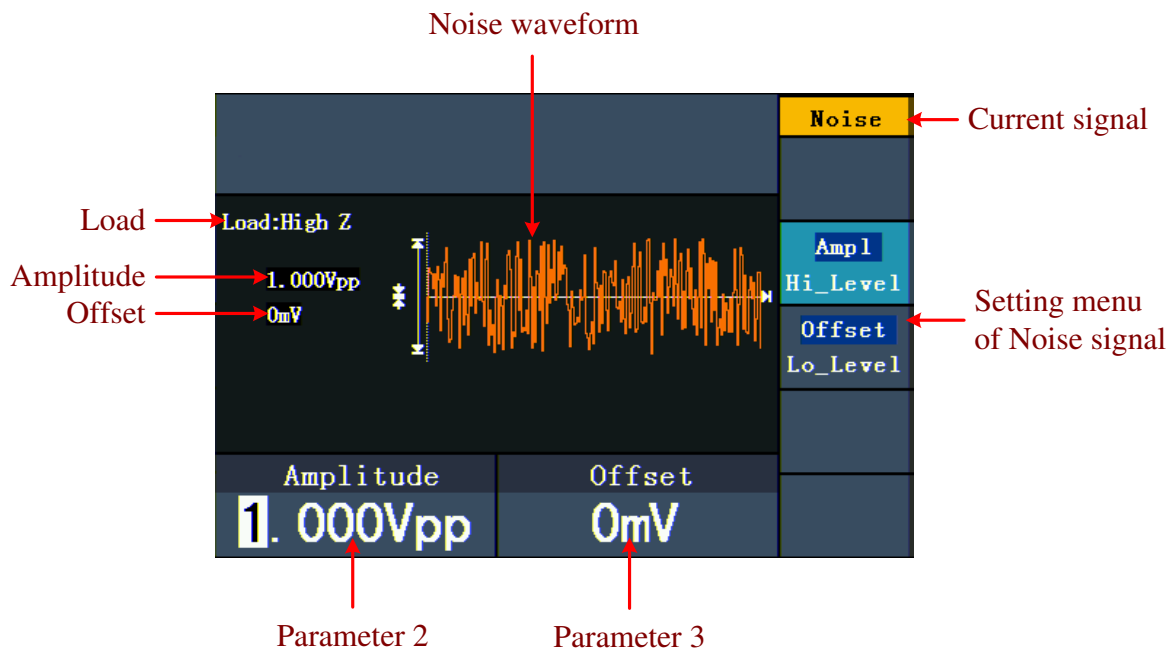 Noise waveform
Noise
Current signal
Load
Load:High Z
Amplitude
1.000Vpp
Offset
0mV
Ampl
Hi_Level
Offset
Lo_Level
Setting menu
of Noise signal
Amplitude
Offset
1.000Vpp
0mV
Parameter 2
Parameter 3